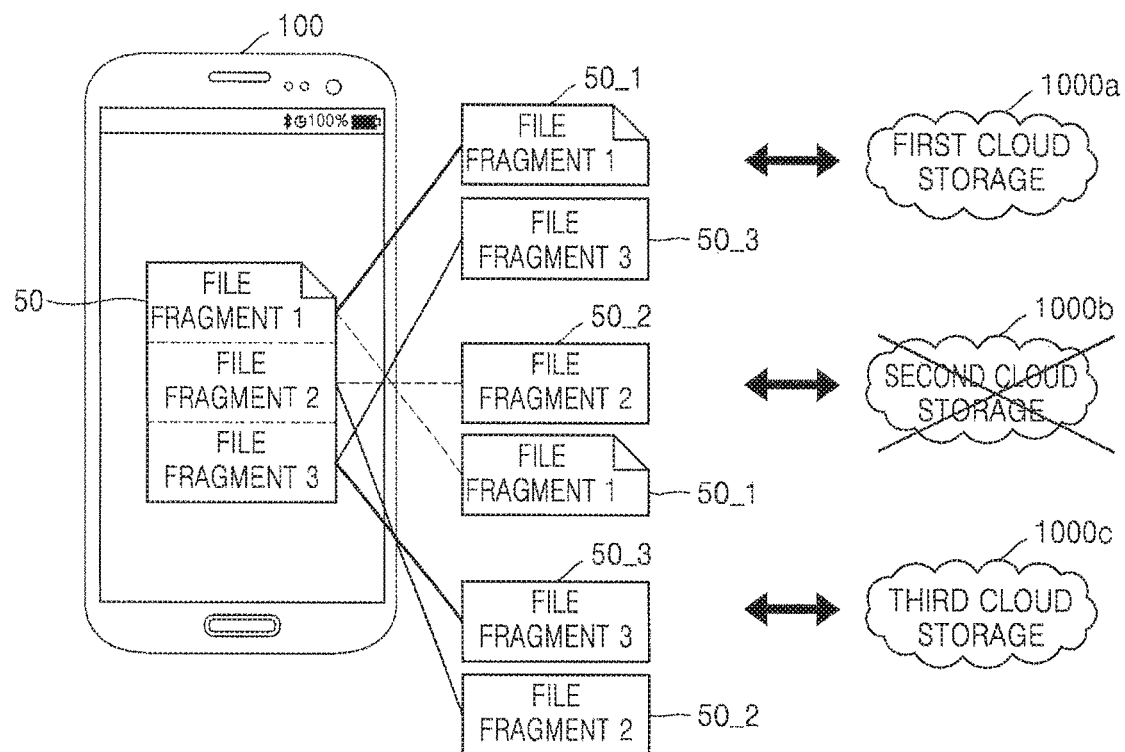 100
100%
50
FILE
FRAGMENT 1
FILE
FRAGMENT 2
FILE
FRAGMENT 3
50_1
FILE
FRAGMENT 1
FILE
FRAGMENT 3
50_3
50_2
FILE
FRAGMENT 2
FILE
FRAGMENT 1
50_1
50_3
FILE
FRAGMENT 3
FILE
FRAGMENT 2
50_2
1000a
FIRST CLOUD
STORAGE
1000b
SECOND CLOUD
STORAGE
1000c
THIRD CLOUD
STORAGE